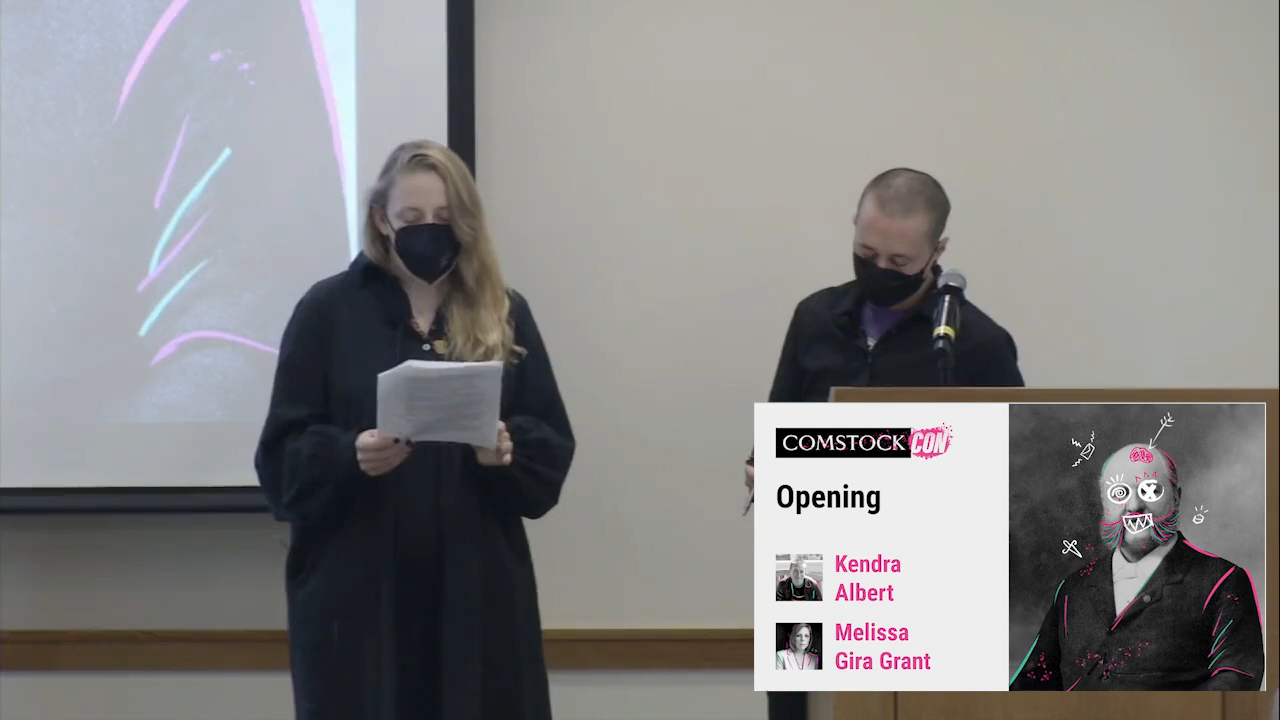 COMSTOCK CON
Opening
Kendra
Albert
Melissa
Gira Grant